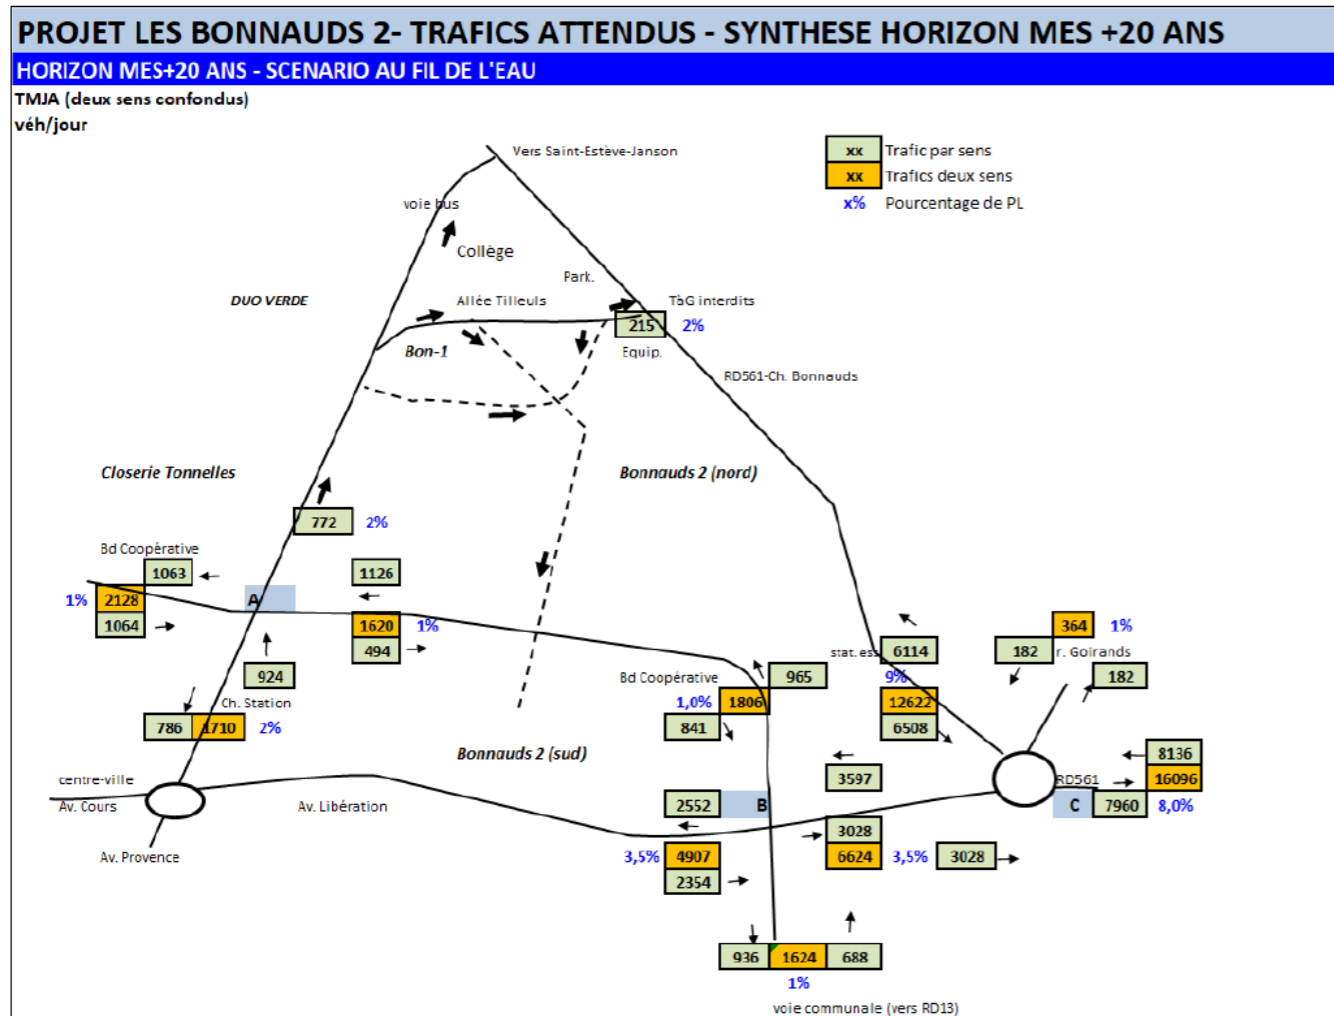 PROJET LES BONNAUDS 2- TRAFICS ATTENDUS - SYNTHESE HORIZON MES +20 ANS
HORIZON MES+20 ANS - SCENARIO AU FIL DE L'EAU
TMJA (deux sens confondus)
véh/jour
Vers Saint-Estève-Janson
xx Trafic par sens
xx Trafics deux sens
x% Pourcentage de PL
voie bus
Collège
Park.
DUO VERDE
Allée Tilleuls
TàG interdits
215 2%
Bon-1
Equip.
RD561-Ch. Bonnauds
Closerie Tonnelles
Bonnauds 2 (nord)
772 2%
Bd Coopérative
1063
1126
1% 2128
A
1064
1620 1%
494
364 1%
stat. ess
6114
182
r. Goirands
924
Bd Coopérative
965
9%
182
Ch. Station
1,0% 1806
12622
786 1710 2%
841
6508
Bonnauds 2 (sud)
8136
centre-ville
3597
RD561
16096
Av. Cours
Av. Libération
2552
B
C
7960 8,0%
3028
Av. Provence
3,5% 4907
6624 3,5%
3028
2354
936 1624 688
1%
voie communale (vers RD13)